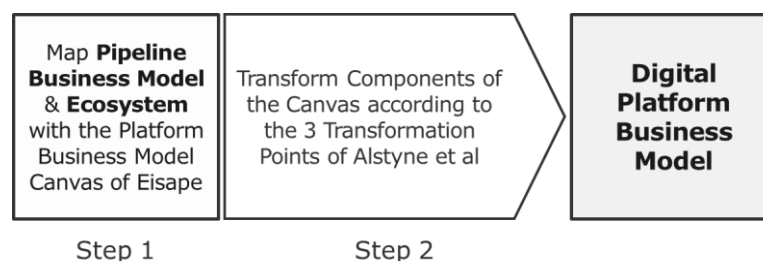 Map Pipeline
Business Model
& Ecosystem
with the Platform
Business Model
Canvas of Eisape
Transform Components of
the Canvas according to
the 3 Transformation
Points of Alstyne et al
Digital
Platform
Business
Model
Step 1
Step 2